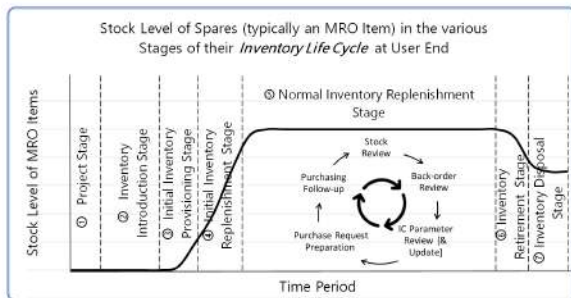 Stock Level of Spares (typically an MRO Item) in the various
Stages of their Inventory Life Cycle at User End
Stock Level of MRO Items
① Project Stage
② Inventory
Introduction Stage
③ Initial Inventory
Provisioning Stage
④ Initial Inventory
Replenishment Stage
⑤ Normal Inventory Replenishment
Stage
Stock
Review
Back-order
Review
IC Parameter
Review [&
Update]
Purchase Request
Preparation
Purchasing
Follow-up
⑥ Inventory
Retirement Stage
⑦ Inventory Disposal
Stage
Time Period